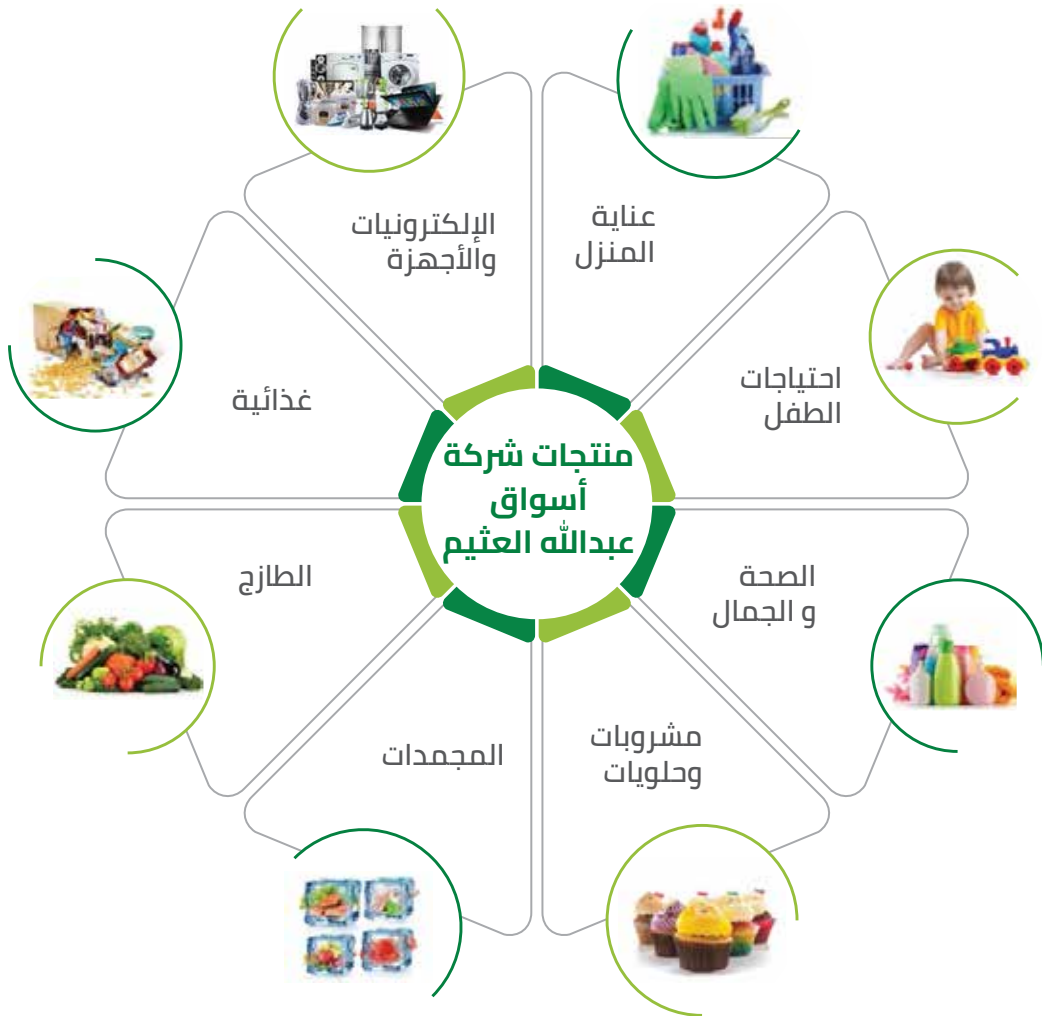 منتجات شركة
أسواق
عبدالله العثيم
عناية
المنزل
احتياجات
الطفل
الصحة
و الجمال
مشروبات
وحلويات
المجمدات
الطازج
غذائية
الإلكترونيات
والأجهزة